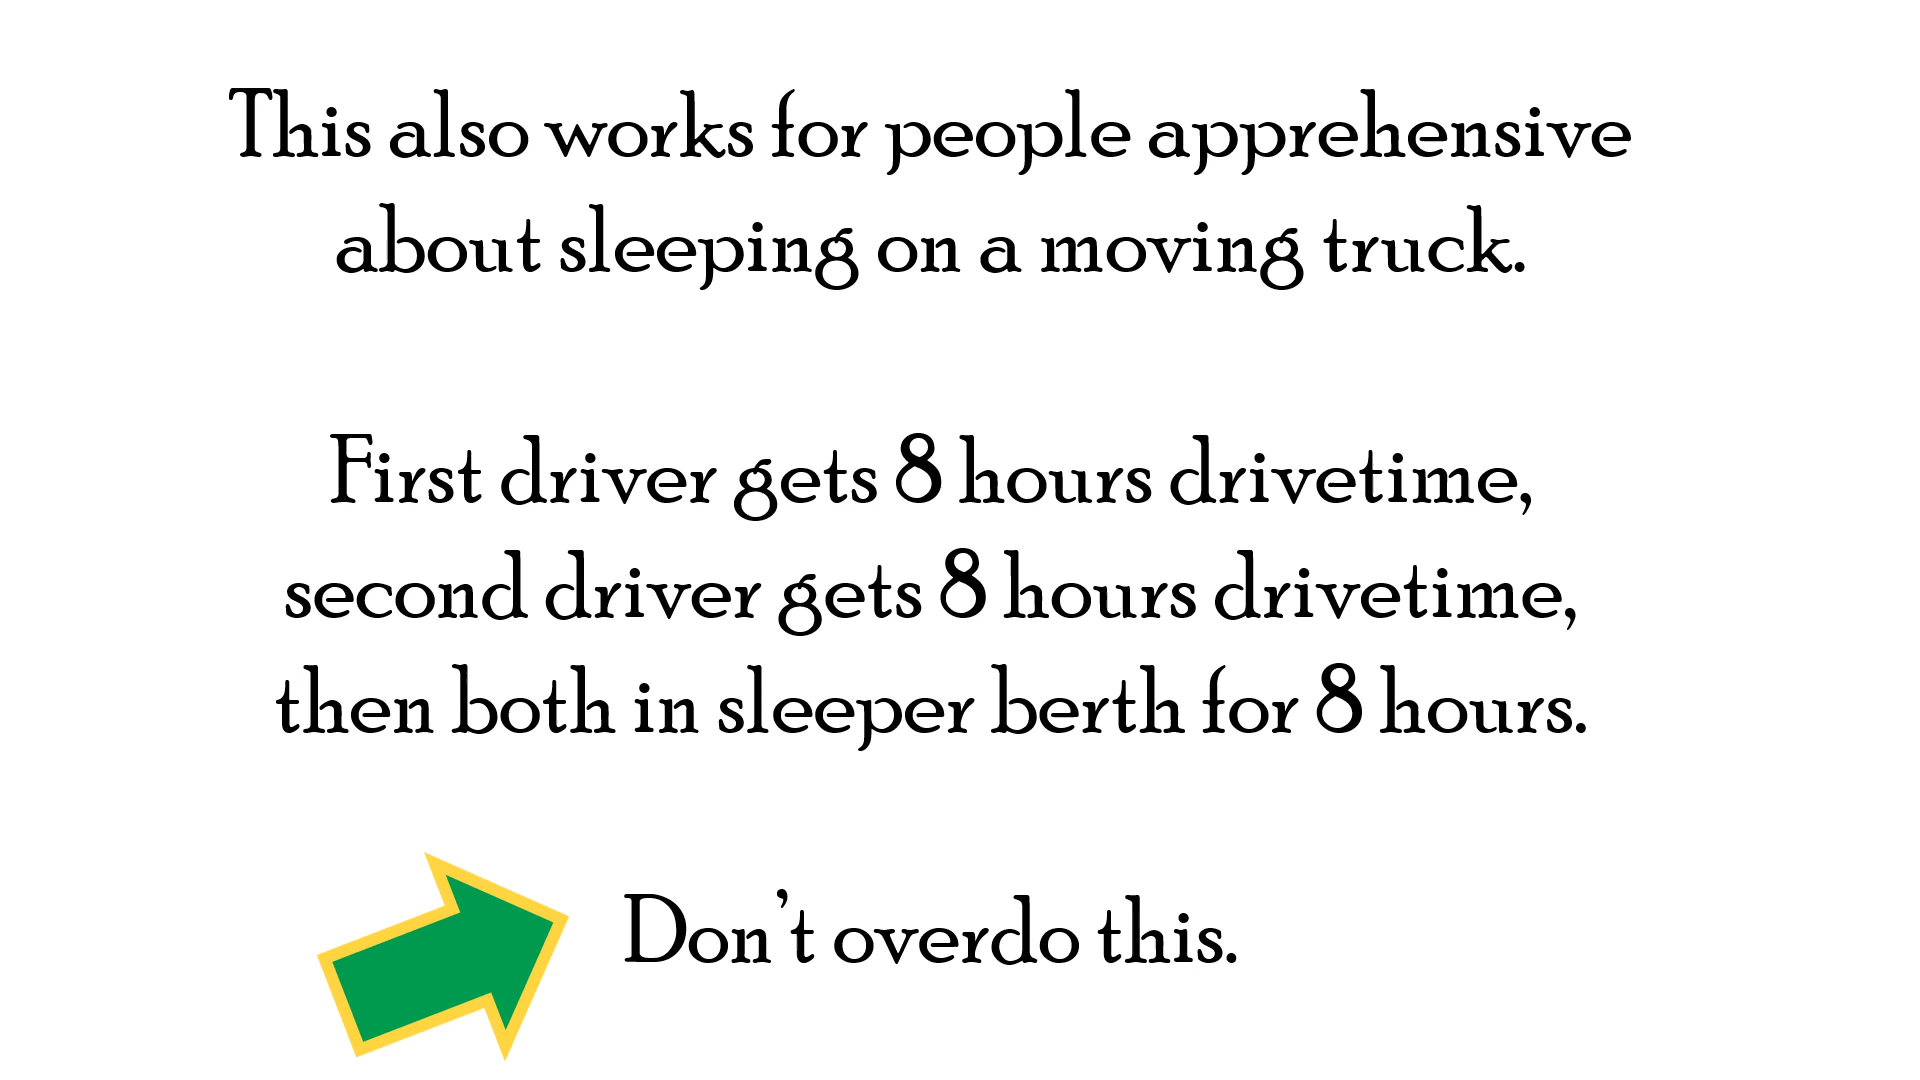 This also works for people apprehensive
about sleeping on a moving truck.
First driver gets 8 hours drivetime,
second driver gets 8 hours drivetime,
then both in sleeper berth for 8 hours.
Don’t overdo this.